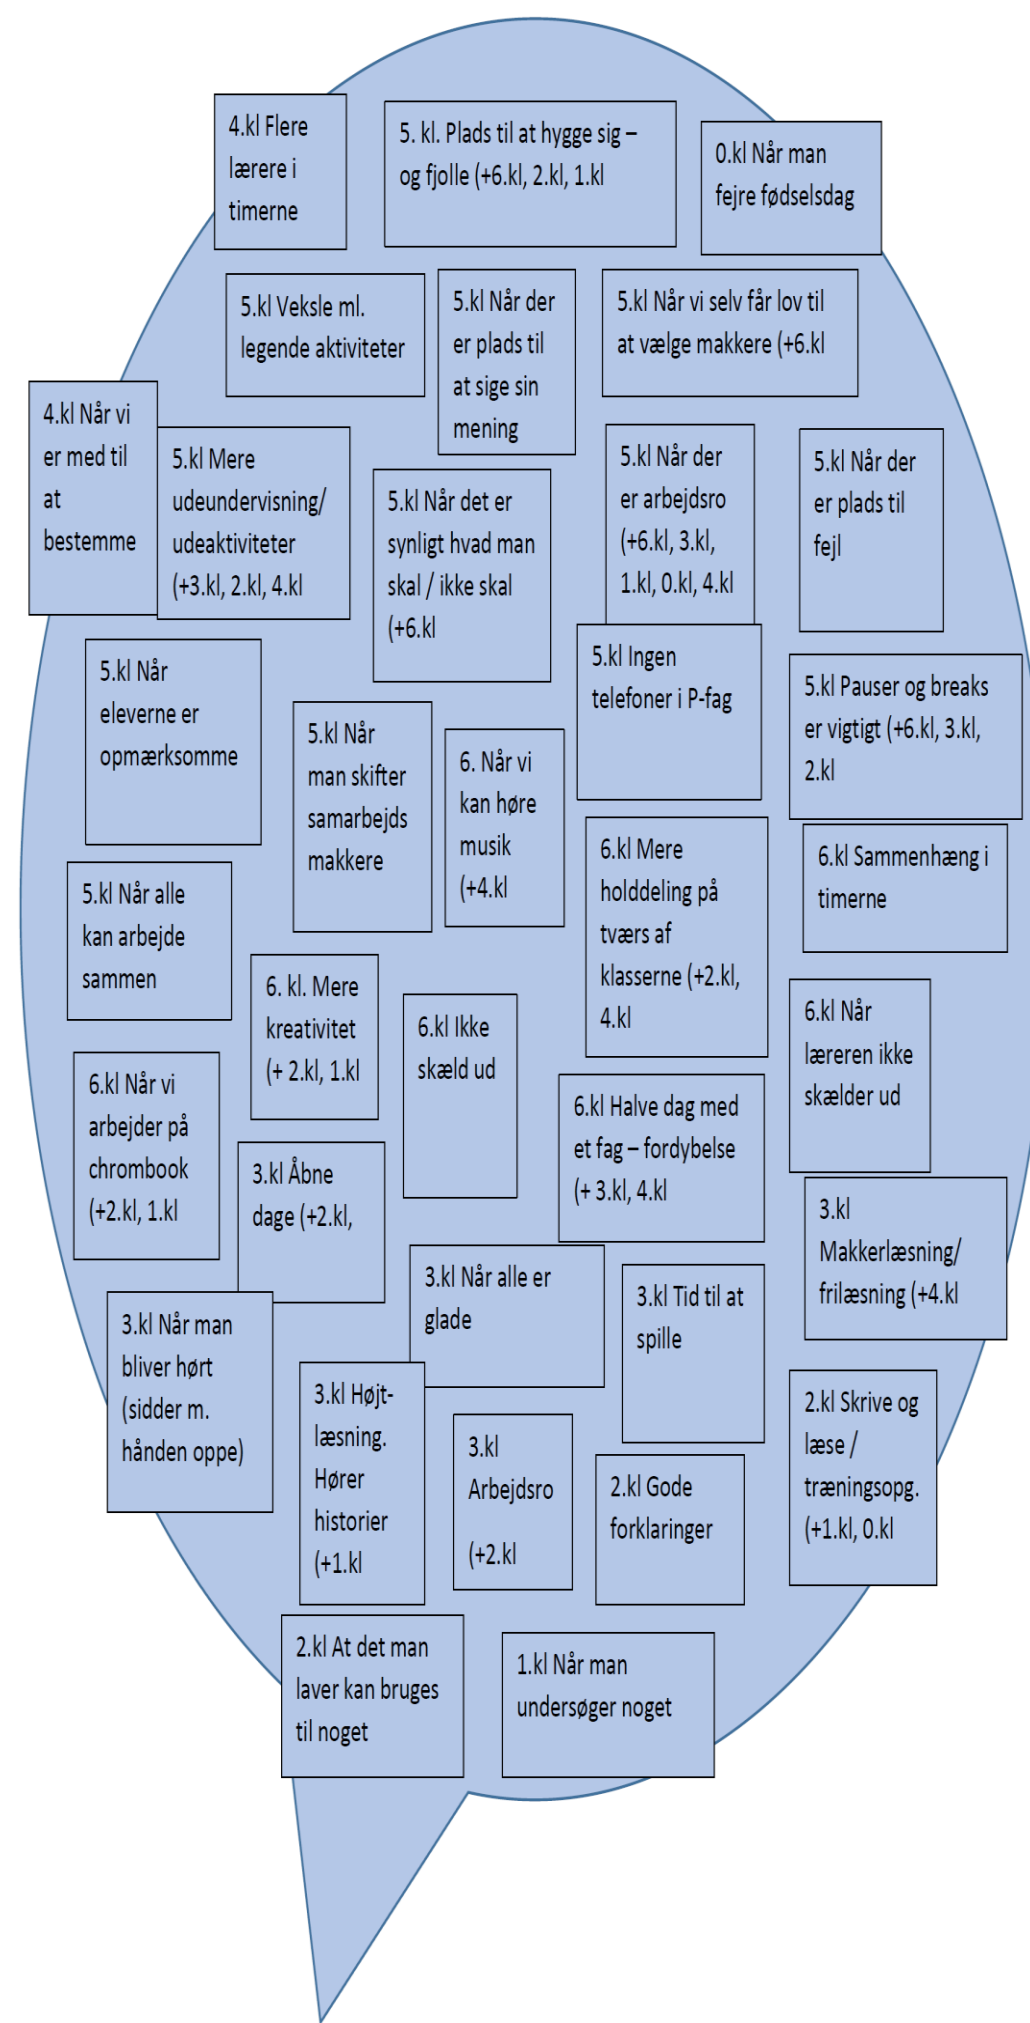 4.kl Flere
lærere i
timerne
5. kl. Plads til at hygge sig –
og fjolle (+6.kl, 2.kl, 1.kl
0.kl Når man
fejre fødselsdag
5.kl Veksle ml.
legende aktiviteter
5.kl Når der
er plads til
at sige sin
mening
5.kl Når vi selv får lov til
at vælge makkere (+6.kl
4.kl Når vi
er med til
at
bestemme
5.kl Mere
udeundervisning/
udeaktiviteter
(+3.kl, 2.kl, 4.kl
5.kl Når det er
synligt hvad man
skal / ikke skal
(+6.kl
5.kl Når der
er arbejdsro
(+6.kl, 3.kl,
1.kl, 0.kl, 4.kl
5.kl Når der
er plads til
fejl
5.kl Når
eleverne er
opmærksomme
5.kl Når
man skifter
samarbejds
makkere
6. Når vi
kan høre
musik
(+4.kl
5.kl Ingen
telefoner i P-fag
5.kl Pauser og breaks
er vigtigt (+6.kl, 3.kl,
2.kl
5.kl Når alle
kan arbejde
sammen
6. kl. Mere
kreativitet
(+ 2.kl, 1.kl
6.kl Ikke
skæld ud
6.kl Mere
holddeling på
tværs af
klasserne (+2.kl,
4.kl
6.kl Sammenhæng i
timerne
6.kl Når
læreren ikke
skælder ud
6.kl Når vi
arbejder på
chrombook
(+2.kl, 1.kl
3.kl Åbne
dage (+2.kl,
6.kl Halve dag med
et fag – fordybelse
(+ 3.kl, 4.kl
3.kl
Makkerlæsning/
frilæsning (+4.kl
3.kl Når man
bliver hørt
(sidder m.
hånden oppe)
3.kl Når alle er
glade
3.kl Tid til at
spille
3.kl Højt-
læsning.
Hører
historier
(+1.kl
3.kl
Arbejdsro
(+2.kl
2.kl Gode
forklaringer
2.kl Skrive og
læse /
træningsopg.
(+1.kl, 0.kl
2.kl At det man
laver kan bruges
til noget
1.kl Når man
undersøger noget